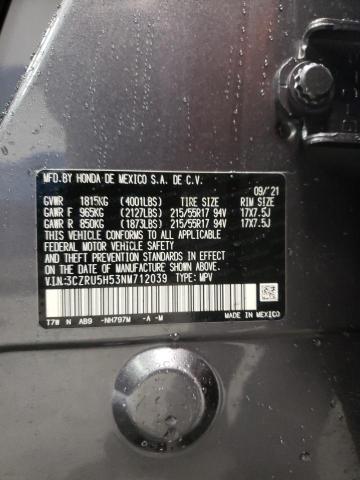 MFD.BY HONDA DE MEXICO S.A. DE C.V.
09/'21
GVWR 1815KG (4001LBS) TIRE SIZE RIM SIZE
GAWR F 965KG (2127LBS) 215/55R17 94V 17X7.5J
GAWR R 850KG (1873LBS) 215/55R17 94V 17X7.5J
THIS VEHICLE CONFORMS TO ALL APPLICABLE
FEDERAL MOTOR VEHICLE SAFETY AND THEFT
PREVENTION STANDARDS IN EFFECT ON THE
DATE OF MANUFACTURE SHOWN ABOVE.
V.I.N.:3CZRU5H53NM712039 TYPE: MPV
T7W N AB9 -NH797M -A -M
MADE IN MEXICO